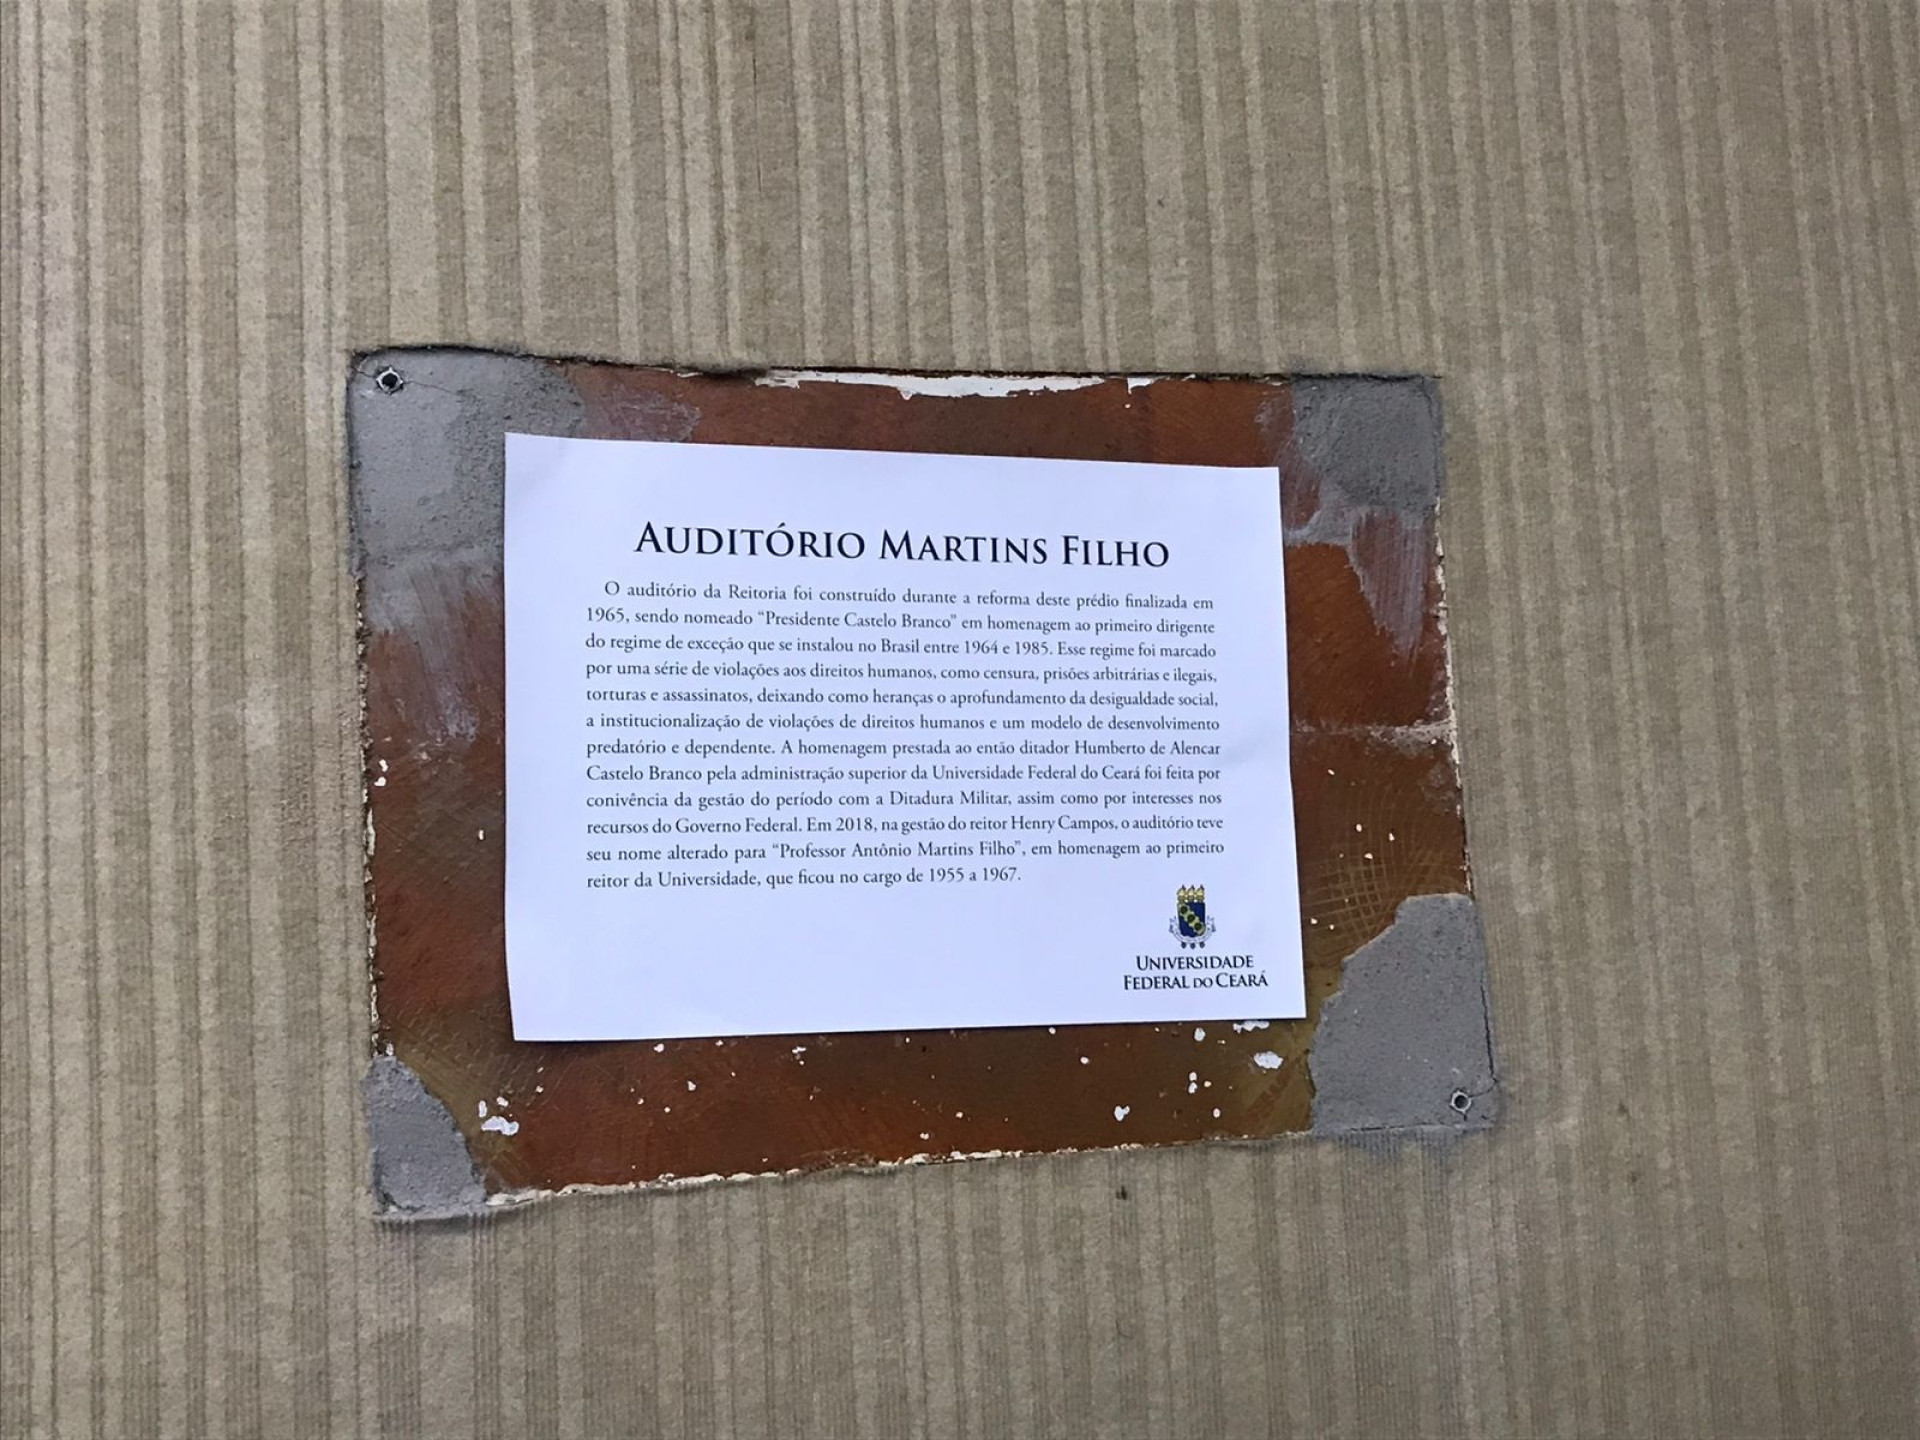 AUDITÓRIO MARTINS FILHO
O auditório da Reitoria foi construído durante a reforma deste prédio finalizada em
1965, sendo nomeado “Presidente Castelo Branco” em homenagem ao primeiro dirigente
do regime de exceção que se instalou no Brasil entre 1964 e 1985. Esse regime foi marcado
por uma série de violações aos direitos humanos, como censura, prisões arbitrárias e ilegais,
torturas e assassinatos, deixando como heranças o aprofundamento da desigualdade social,
a institucionalização de violações de direitos humanos e um modelo de desenvolvimento
predatório e dependente. A homenagem prestada ao então ditador Humberto de Alencar
Castelo Branco pela administração superior da Universidade Federal do Ceará foi feita por
conivência da gestão do período com a Ditadura Militar, assim como por interesses nos
recursos do Governo Federal. Em 2018, na gestão do reitor Henry Campos, o auditório teve
seu nome alterado para “Professor Antônio Martins Filho”, em homenagem ao primeiro
reitor da Universidade, que ficou no cargo de 1955 a 1967.
UNIVERSIDADE
FEDERAL DO CEARÁ